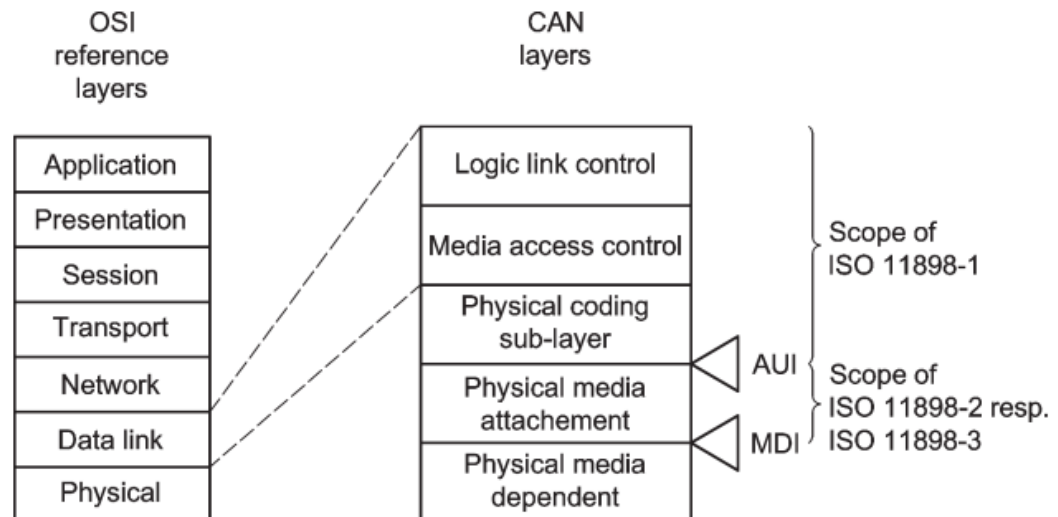 OSI
reference
layers
CAN
layers
Application
Presentation
Session
Transport
Network
Data link
Physical
Logic link control
Media access control
Physical coding
sub-layer
Physical media
attachement
Physical media
dependent
AUI
MDI
Scope of
ISO 11898-1
Scope of
ISO 11898-2 resp.
ISO 11898-3